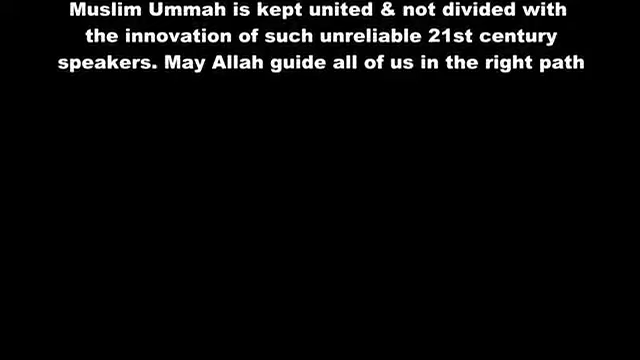 Muslim Ummah is kept united & not divided with
the innovation of such unreliable 21st century
speakers. May Allah guide all of us in the right path